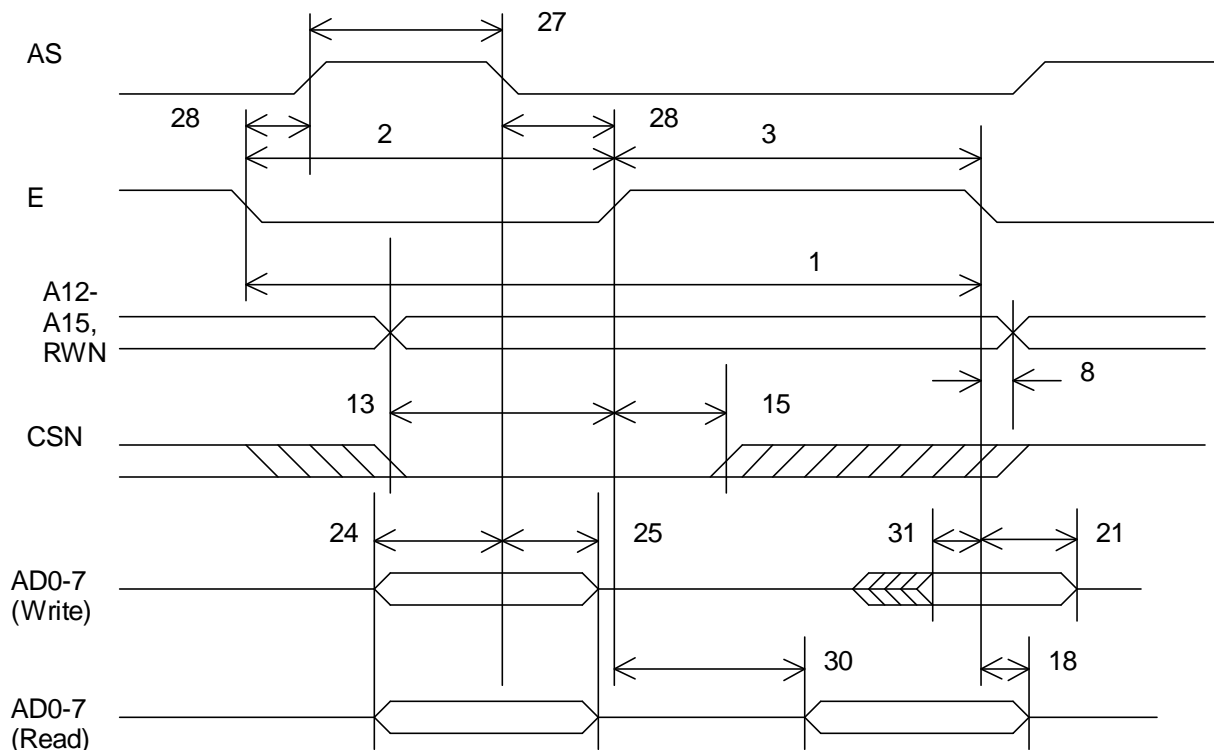 27
AS
28
2
28
3
E
1
A12-
A15,
RWN
8
13
15
CSN
24
25
31
21
AD0-7
(Write)
30
18
AD0-7
(Read)